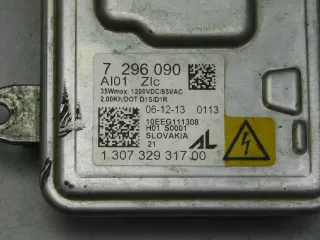 7 296 090
AI01 Zlc
35Wmax. 1200VDC/85VAC
2.00Kh/DOT D1S/D1R
06-12-13 0113
10EEG111308
H01 S0001
SLOVAKIA
21
AL
1 307 329 317 00